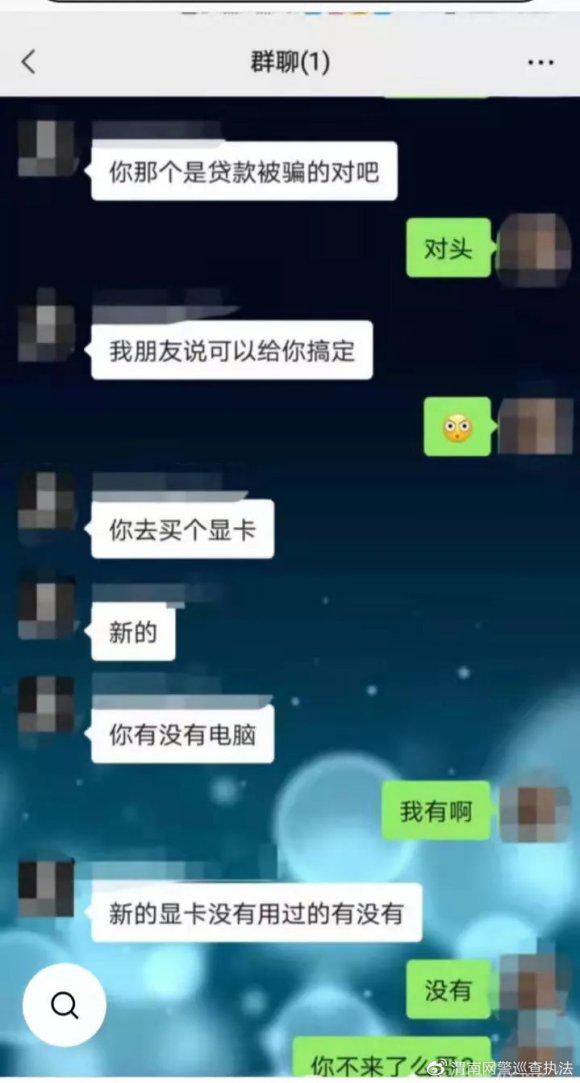 群聊(1)
你那个是贷款被骗的对吧
对头
我朋友说可以给你搞定
你去买个显卡
新的
你有没有电脑
我有啊
新的显卡没有用过的有没有
没有
你不来了么
渭南网警巡查执法